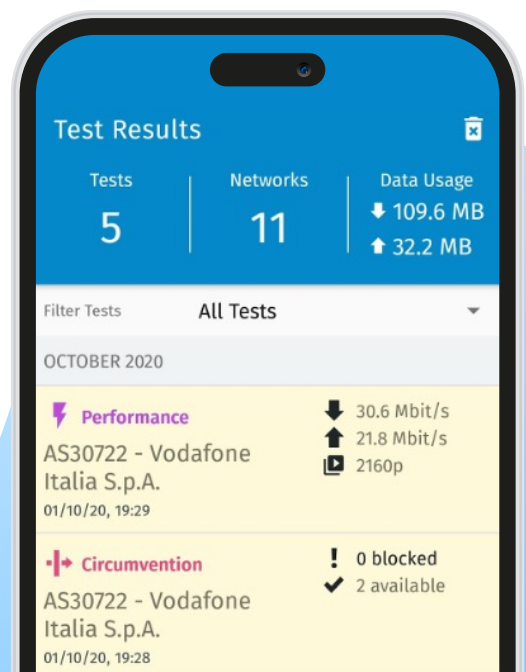 Test Results
Tests
Networks
Data Usage
5
11
109.6 MB
32.2 MB
Filter Tests
All Tests
OCTOBER 2020
Performance
30.6 Mbit/s
AS30722 - Vodafone
21.8 Mbit/s
Italia S.p.A.
2160p
01/10/20, 19:29
Circumvention
0 blocked
AS30722 - Vodafone
2 available
Italia S.p.A.
01/10/20, 19:28